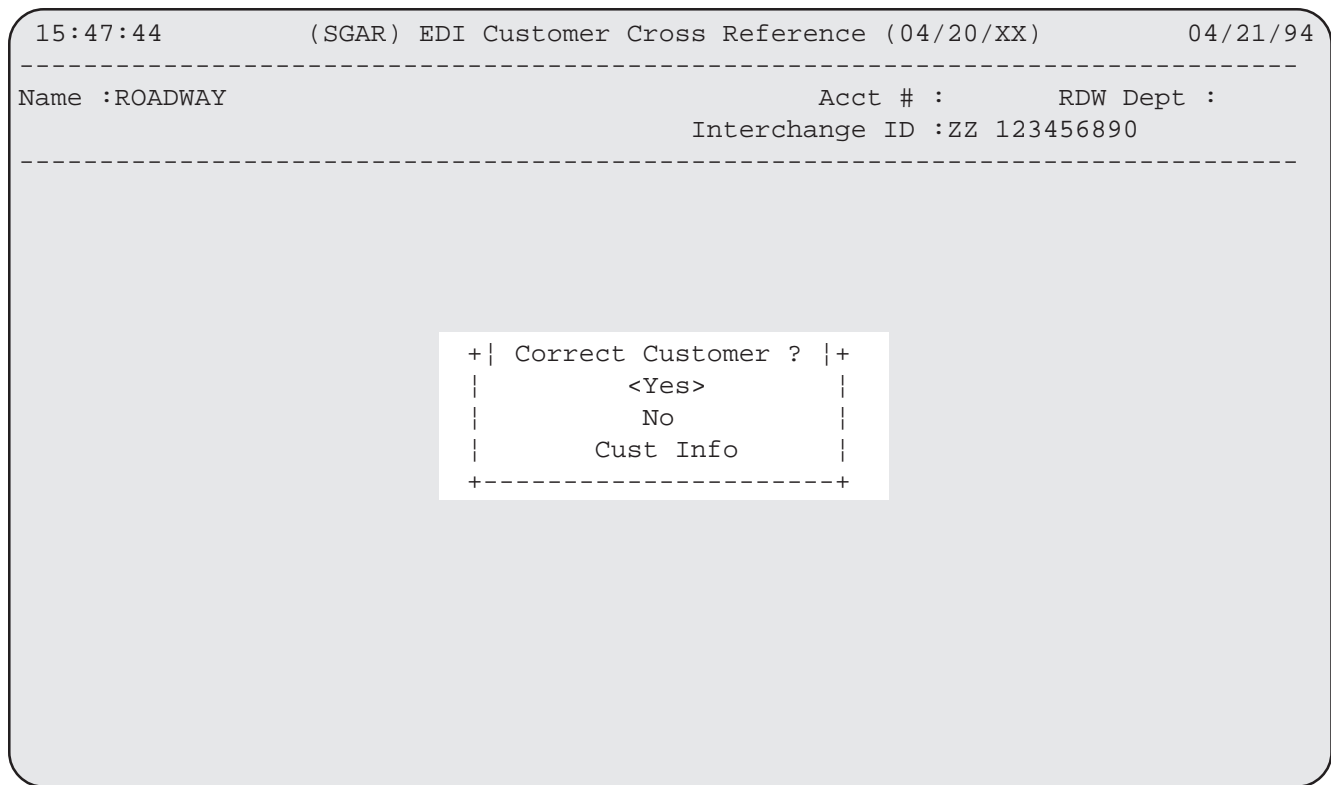 15:47:44 (SGAR) EDI Customer Cross Reference (04/20/XX) 04/21/94
--------------------------------------------------------------------------------
Name :ROADWAY Acct # : RDW Dept :
Interchange ID :ZZ 123456890
--------------------------------------------------------------------------------
+¦ Correct Customer ? ¦+
¦ <Yes> ¦
¦ No ¦
¦ Cust Info ¦
+----------------------+